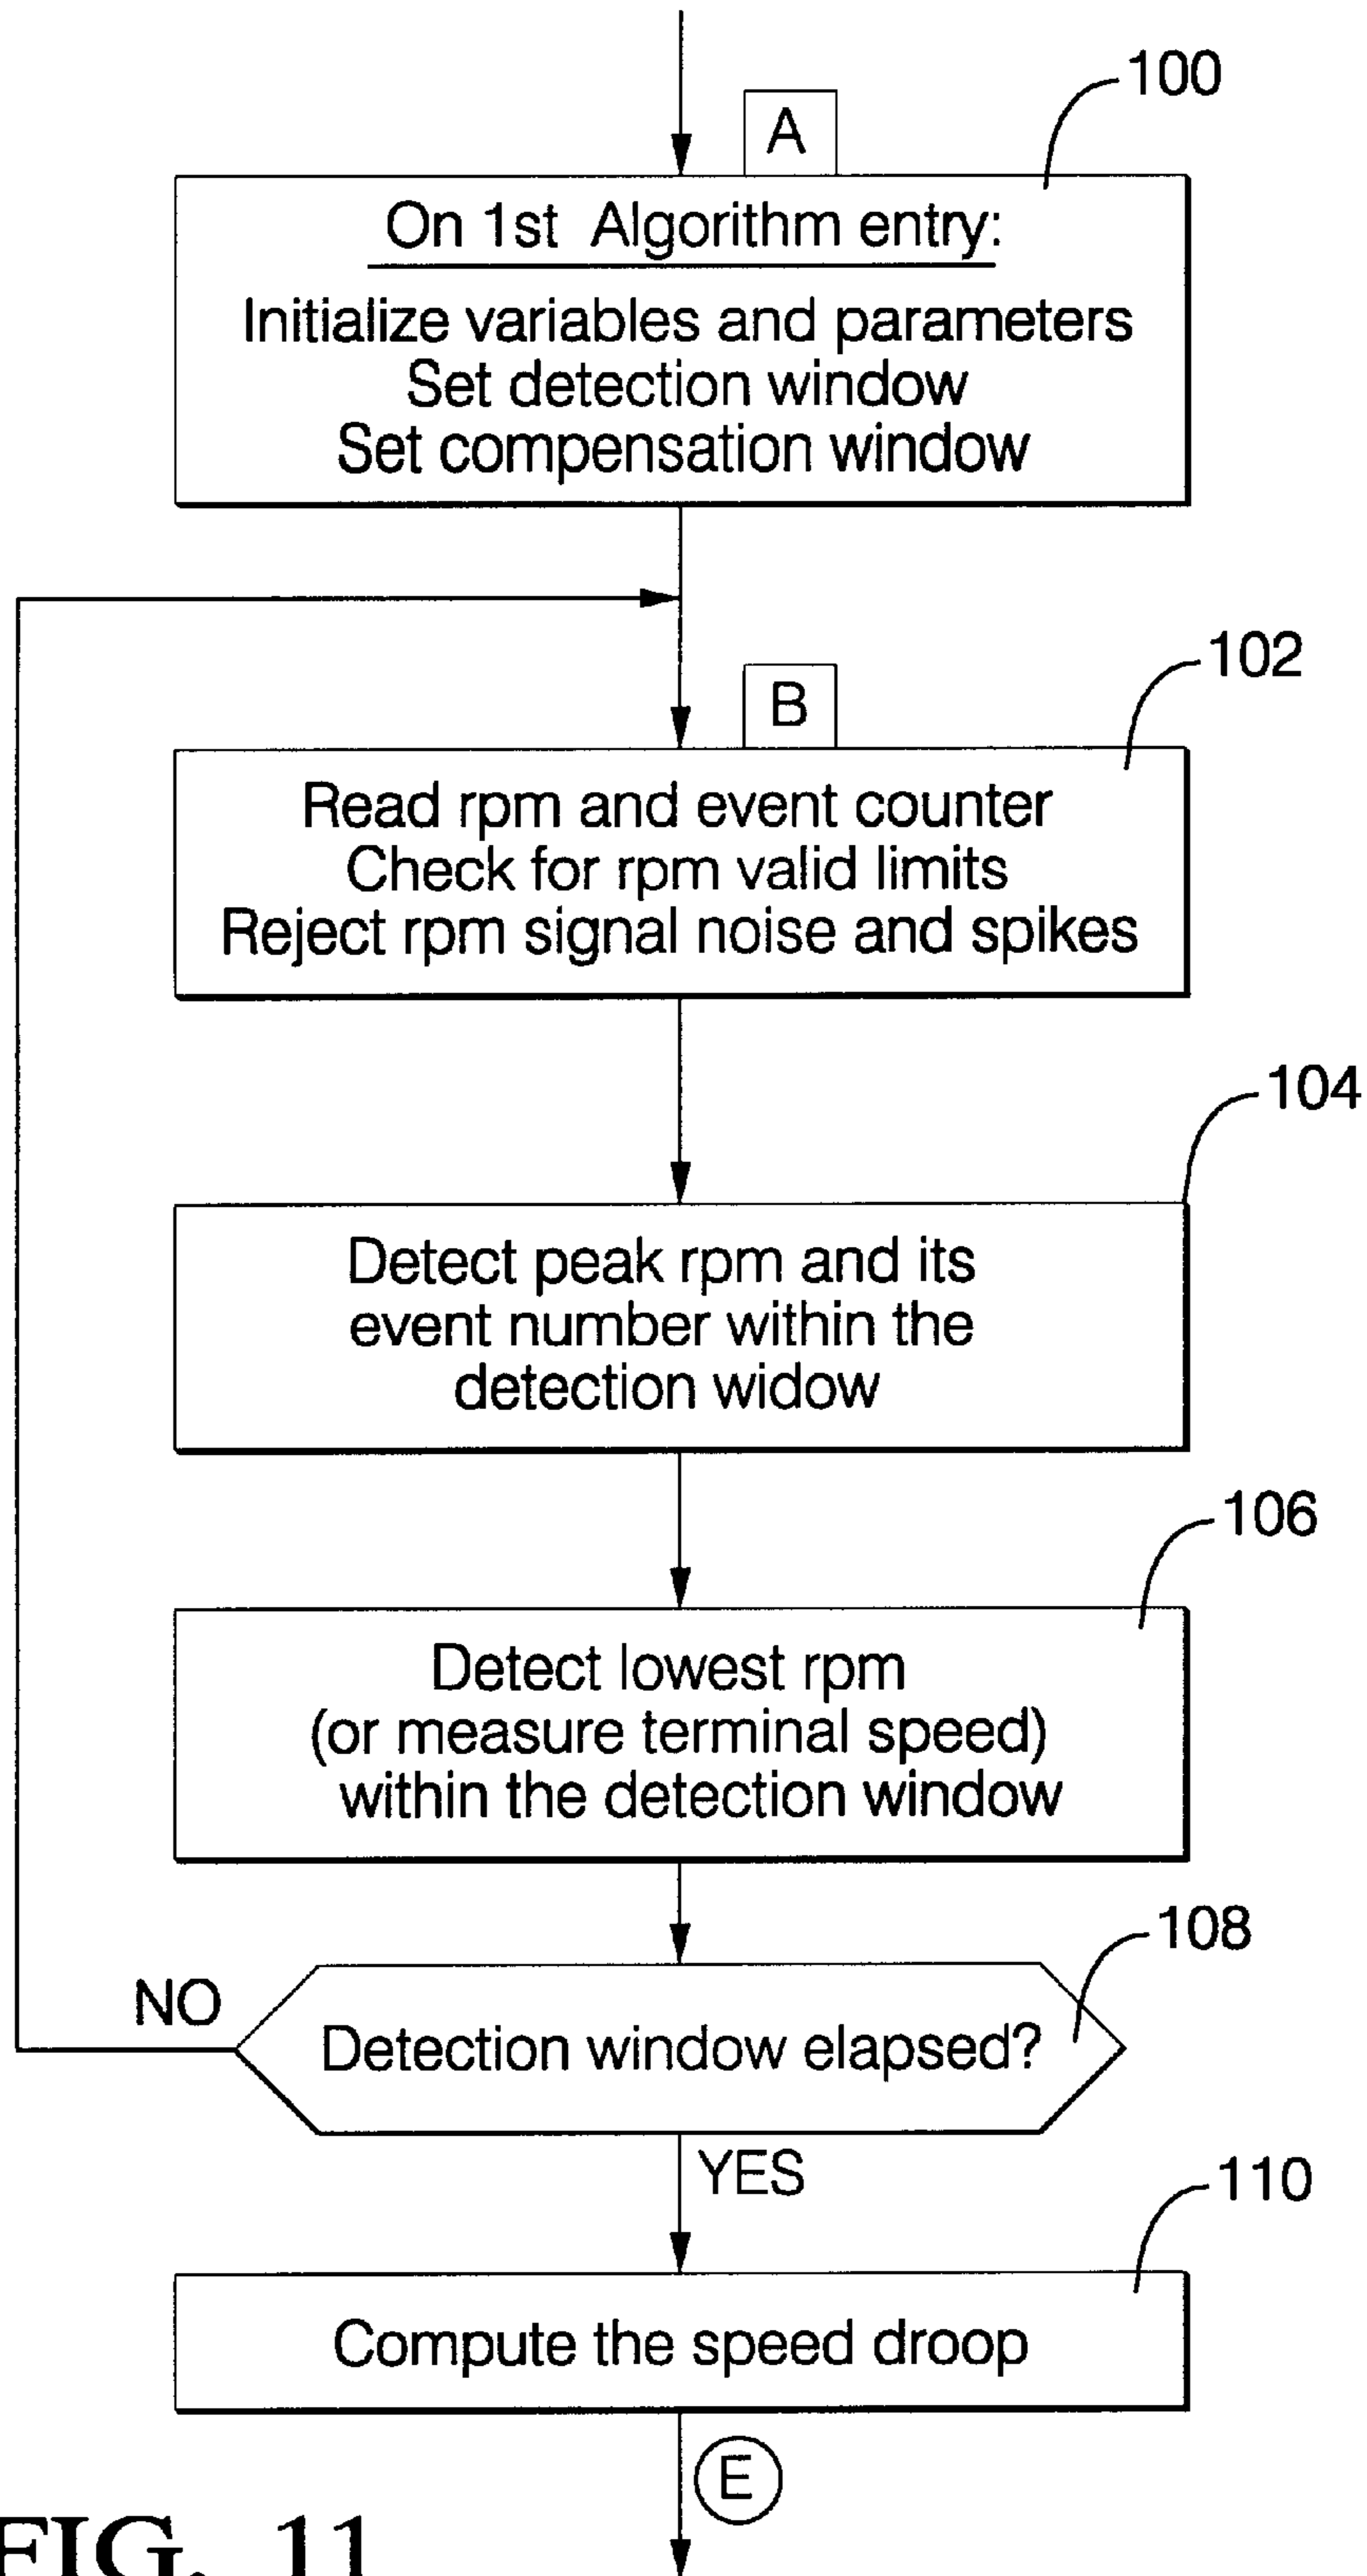 100
A
On 1st Algorithm entry:
Initialize variables and parameters
Set detection window
Set compensation window
102
B
Read rpm and event counter
Check for rpm valid limits
Reject rpm signal noise and spikes
104
Detect peak rpm and its
event number within the
detection widow
106
Detect lowest rpm
(or measure terminal speed)
within the detection window
108
NO
Detection window elapsed?
YES
110
Compute the speed droop
E
FIG. 11